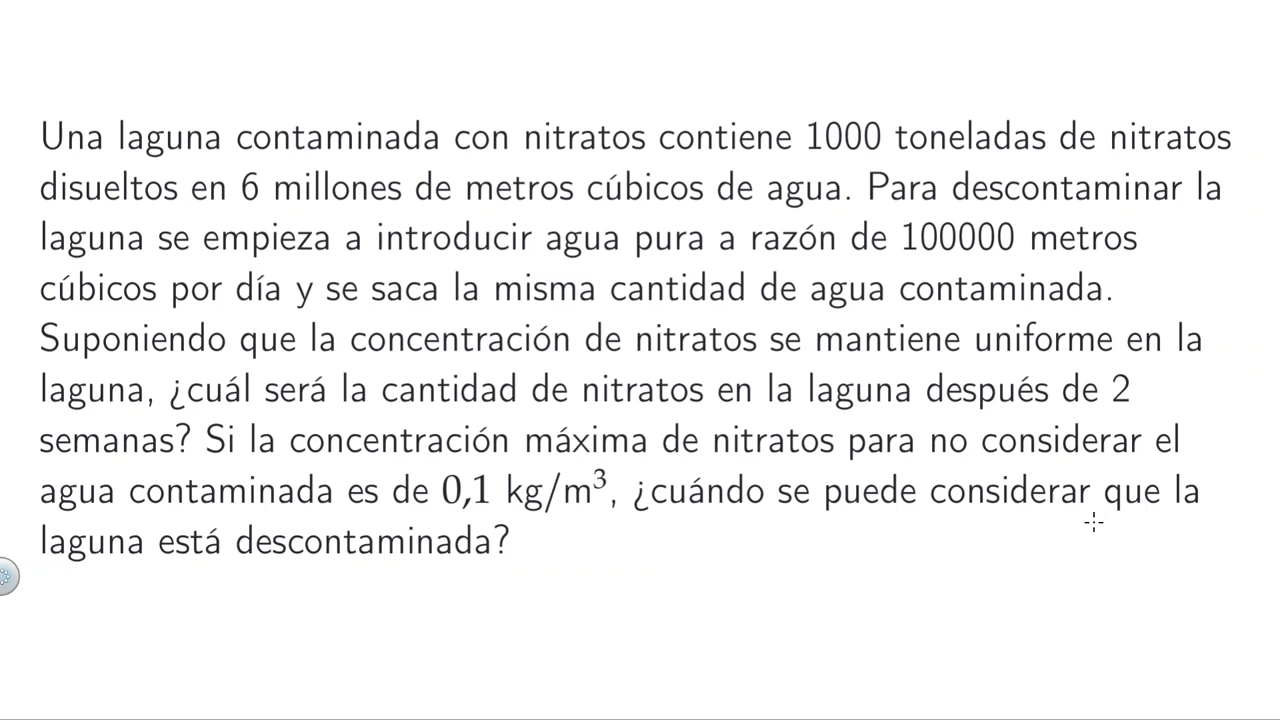 Una laguna contaminada con nitratos contiene 1000 toneladas de nitratos
disueltos en 6 millones de metros cúbicos de agua. Para descontaminar la
laguna se empieza a introducir agua pura a razón de 100000 metros
cúbicos por día y se saca la misma cantidad de agua contaminada.
Suponiendo que la concentración de nitratos se mantiene uniforme en la
laguna, ¿cuál será la cantidad de nitratos en la laguna después de 2
semanas? Si la concentración máxima de nitratos para no considerar el
agua contaminada es de 0,1 kg/m³, ¿cuándo se puede considerar que la
laguna está descontaminada?